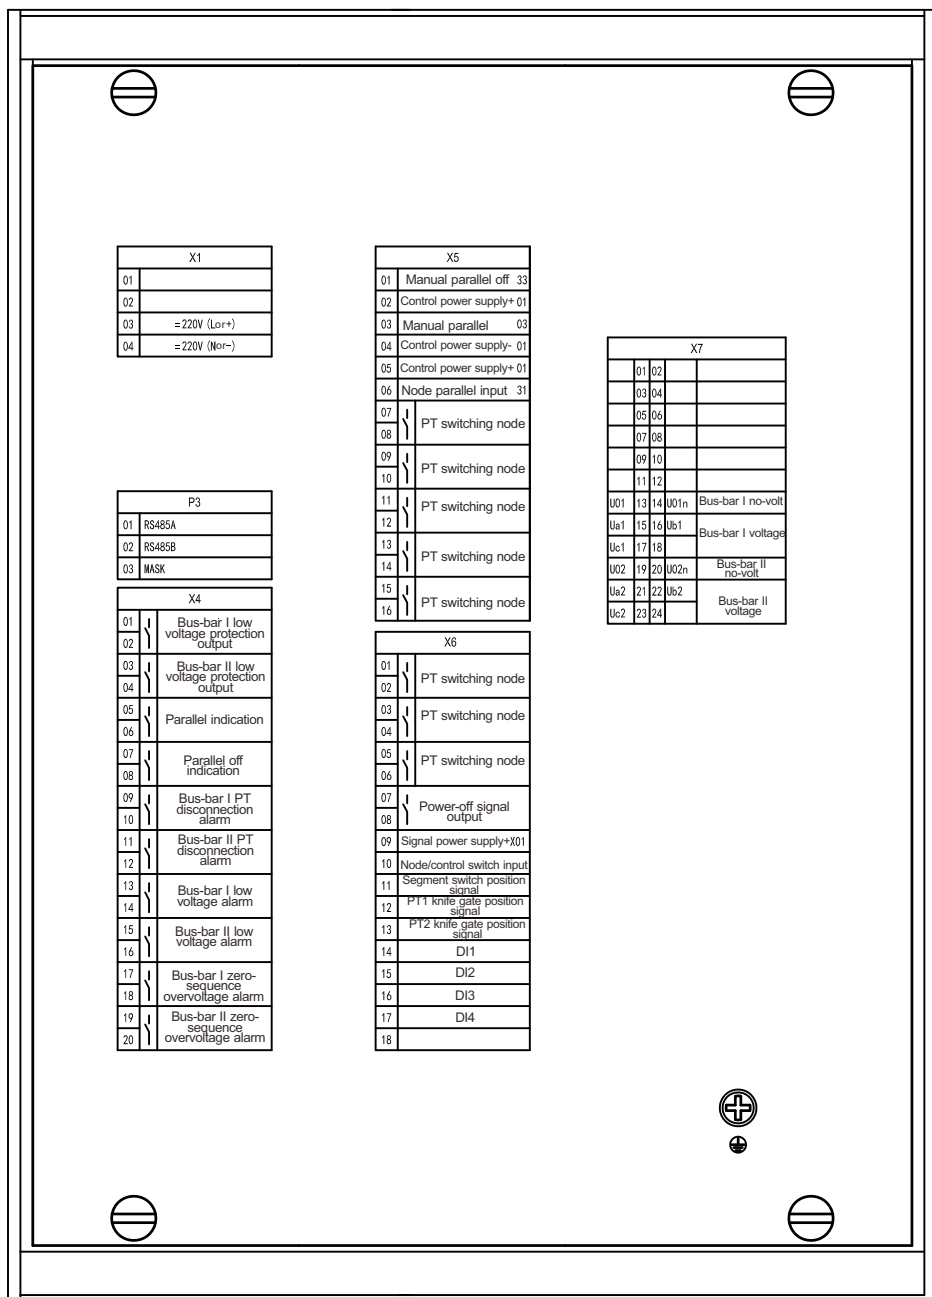 X1
01
02
03 =220V (Lor+)
04 =220V (Nor-)
P3
01 RS485A
02 RS485B
03 MASK
X4
01
02
Bus-bar I low
voltage protection
output
03
04
Bus-bar II low
voltage protection
output
05
06
Parallel indication
07
08
Parallel off
indication
09
10
Bus-bar I PT
disconnection
alarm
11
12
Bus-bar II PT
disconnection
alarm
13
14
Bus-bar I low
voltage alarm
15
16
Bus-bar II low
voltage alarm
17
18
Bus-bar I zero-
sequence
overvoltage alarm
19
20
Bus-bar II zero-
sequence
overvoltage alarm
X5
01 Manual parallel off 33
02 Control power supply+ 01
03 Manual parallel 03
04 Control power supply- 01
05 Control power supply+ 01
06 Node parallel input 31
07
08
PT switching node
09
10
PT switching node
11
12
PT switching node
13
14
PT switching node
15
16
PT switching node
X6
01
02
PT switching node
03
04
PT switching node
05
06
PT switching node
07
08
Power-off signal
output
09 Signal power supply+X01
10 Node/control switch input
11 Segment switch position
signal
12 PT1 knife gate position
signal
13 PT2 knife gate position
signal
14 DI1
15 DI2
16 DI3
17 DI4
18
X7
01 02
03 04
05 06
07 08
09 10
11 12
U01 13 14 U01n Bus-bar I no-volt
Ua1 15 16 Ub1
Bus-bar I voltage
Uc1 17 18
U02 19 20 U02n Bus-bar II
no-volt
Ua2 21 22 Ub2
Bus-bar II
voltage
Uc2 23 24